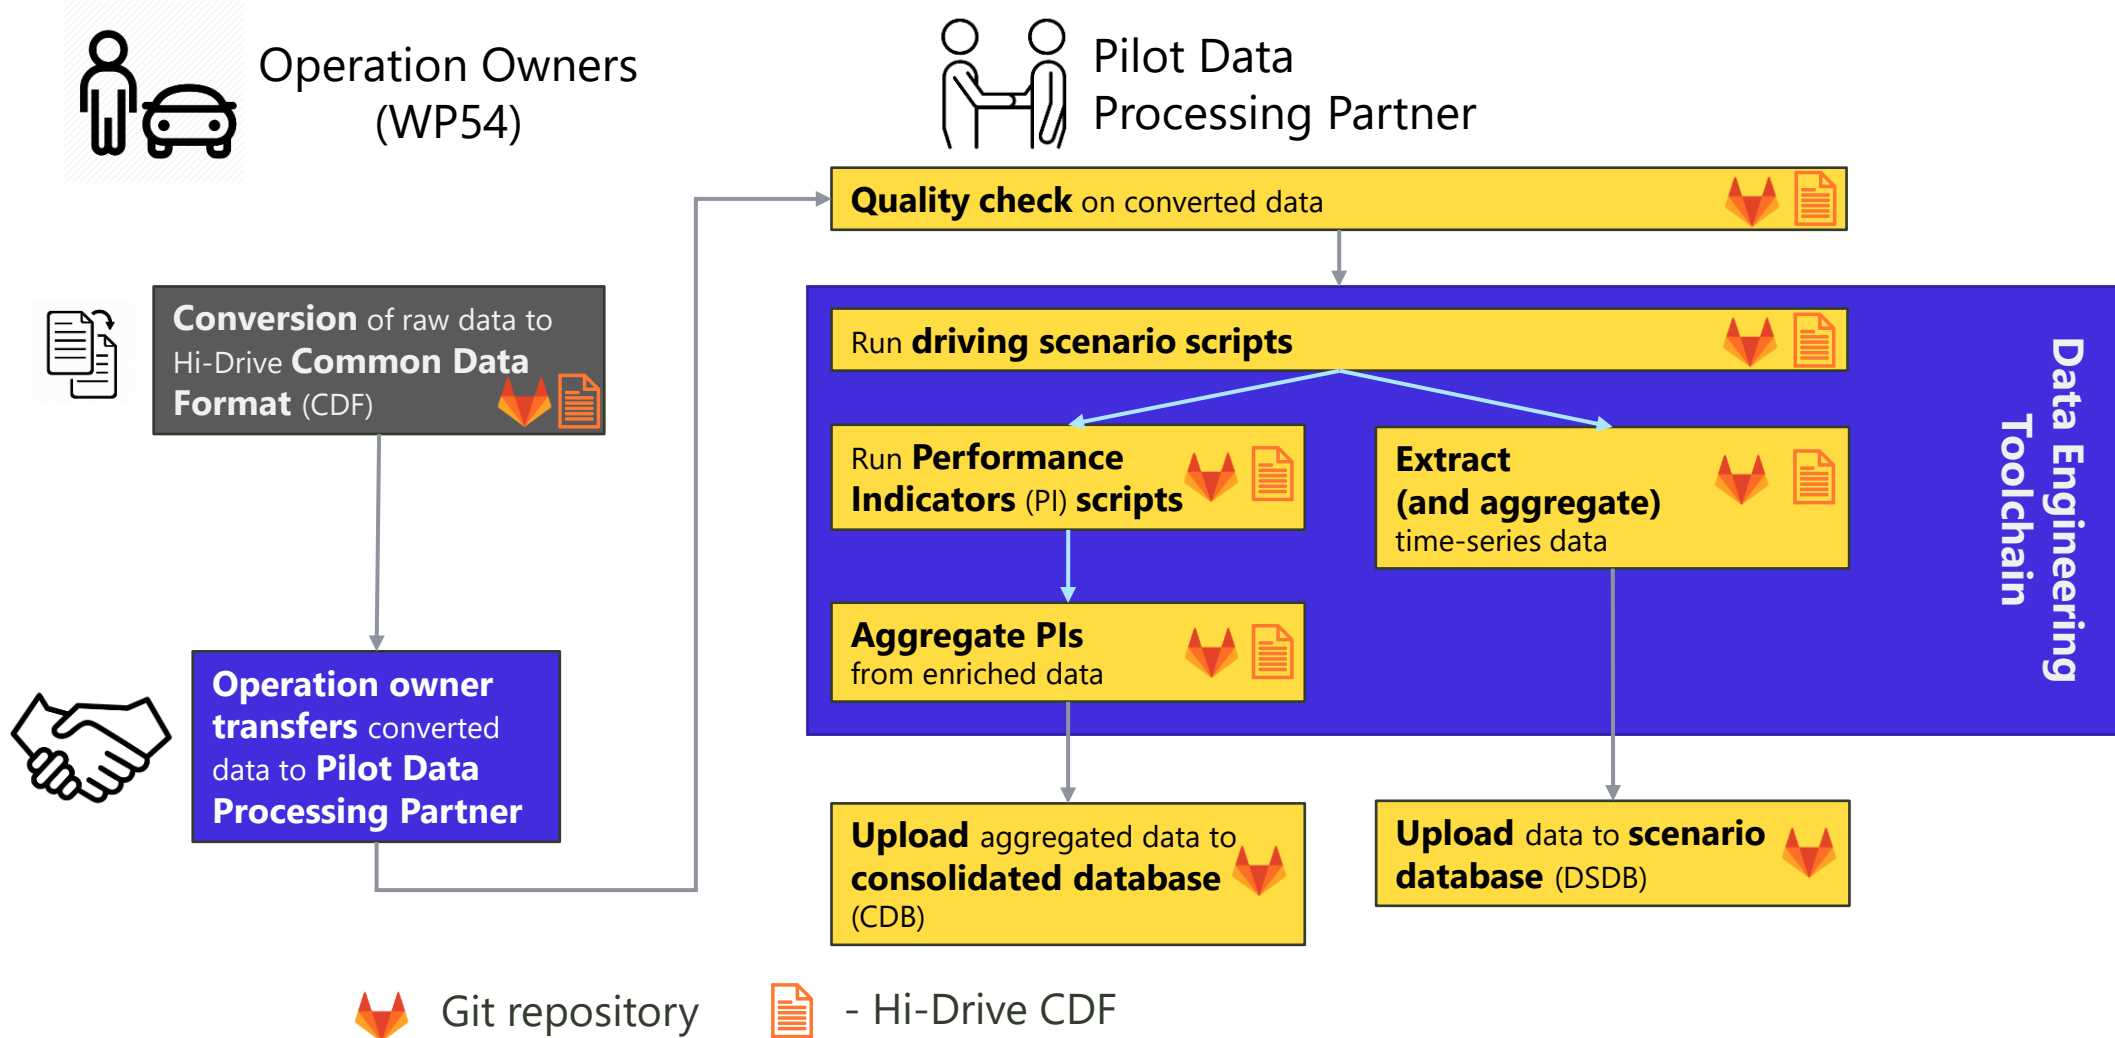 Operation Owners
(WP54)
Pilot Data
Processing Partner
Quality check on converted data
Conversion of raw data to
Hi-Drive Common Data
Format (CDF)
Operation owner
transfers converted
data to Pilot Data
Processing Partner
Run driving scenario scripts
Run Performance
Indicators (PI) scripts
Extract
(and aggregate)
time-series data
Aggregate PIs
from enriched data
Data Engineering
Toolchain
Upload aggregated data to
consolidated database
(CDB)
Upload data to scenario
database (DSDB)
Git repository
- Hi-Drive CDF